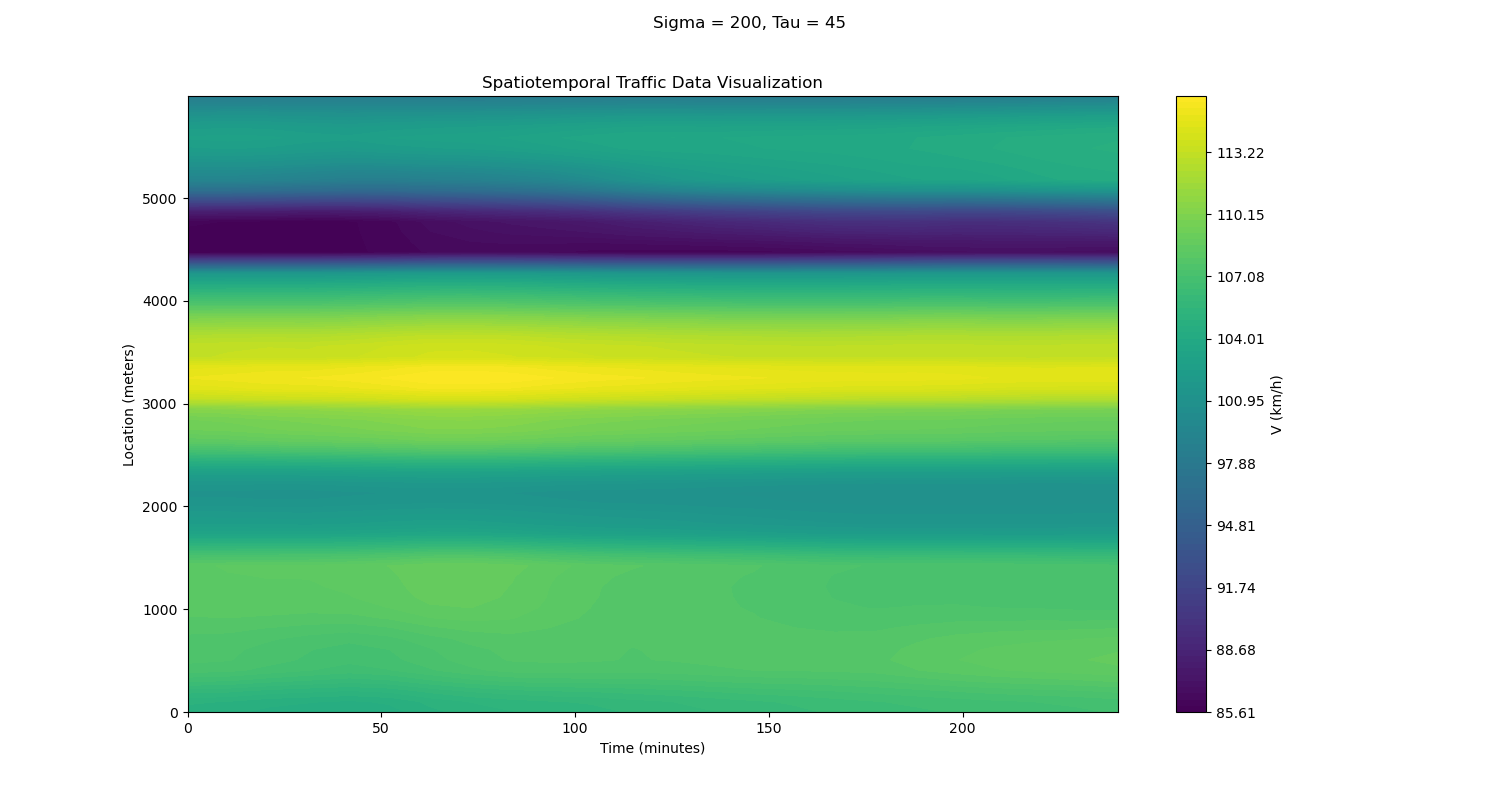 Sigma = 200, Tau = 45
Spatiotemporal Traffic Data Visualization
5000
4000
3000
2000
1000
0
Location (meters)
0 50 100 150 200
Time (minutes)
113.22
110.15
107.08
104.01
100.95
97.88
94.81
91.74
88.68
85.61
V (km/h)